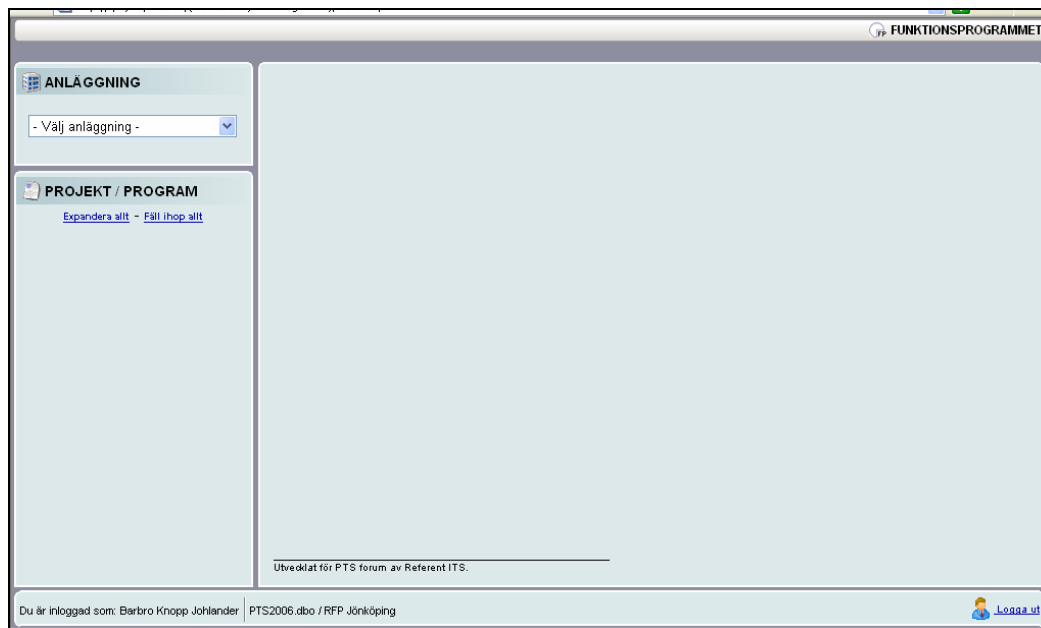 FUNKTIONSPROGRAMMET
ANLÄGGNING
- Välj anläggning -
PROJEKT / PROGRAM
Expandera allt - Fäll ihop allt
Utvecklat för PTS forum av Referent ITS.
Du är inloggad som: Barbro Knopp Johlander PTS2006.dbo / RFP Jönköping Logga ut